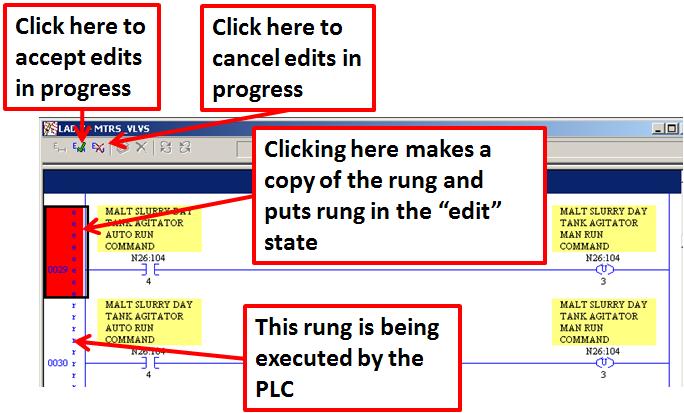 Click here to
accept edits
in progress
Click here to
cancel edits in
progress
MTRS_VLVS
Clicking here makes a
copy of the rung and
puts rung in the “edit”
state
MALT SLURRY DAY
TANK AGITATOR
AUTO RUN
COMMAND
N26:104
4
MALT SLURRY DAY
TANK AGITATOR
MAN RUN
COMMAND
N26:104
U
3
0029
MALT SLURRY DAY
TANK AGITATOR
AUTO RUN
COMMAND
N26:104
4
This rung is being
executed by the
PLC
MALT SLURRY DAY
TANK AGITATOR
MAN RUN
COMMAND
N26:104
U
3
0030